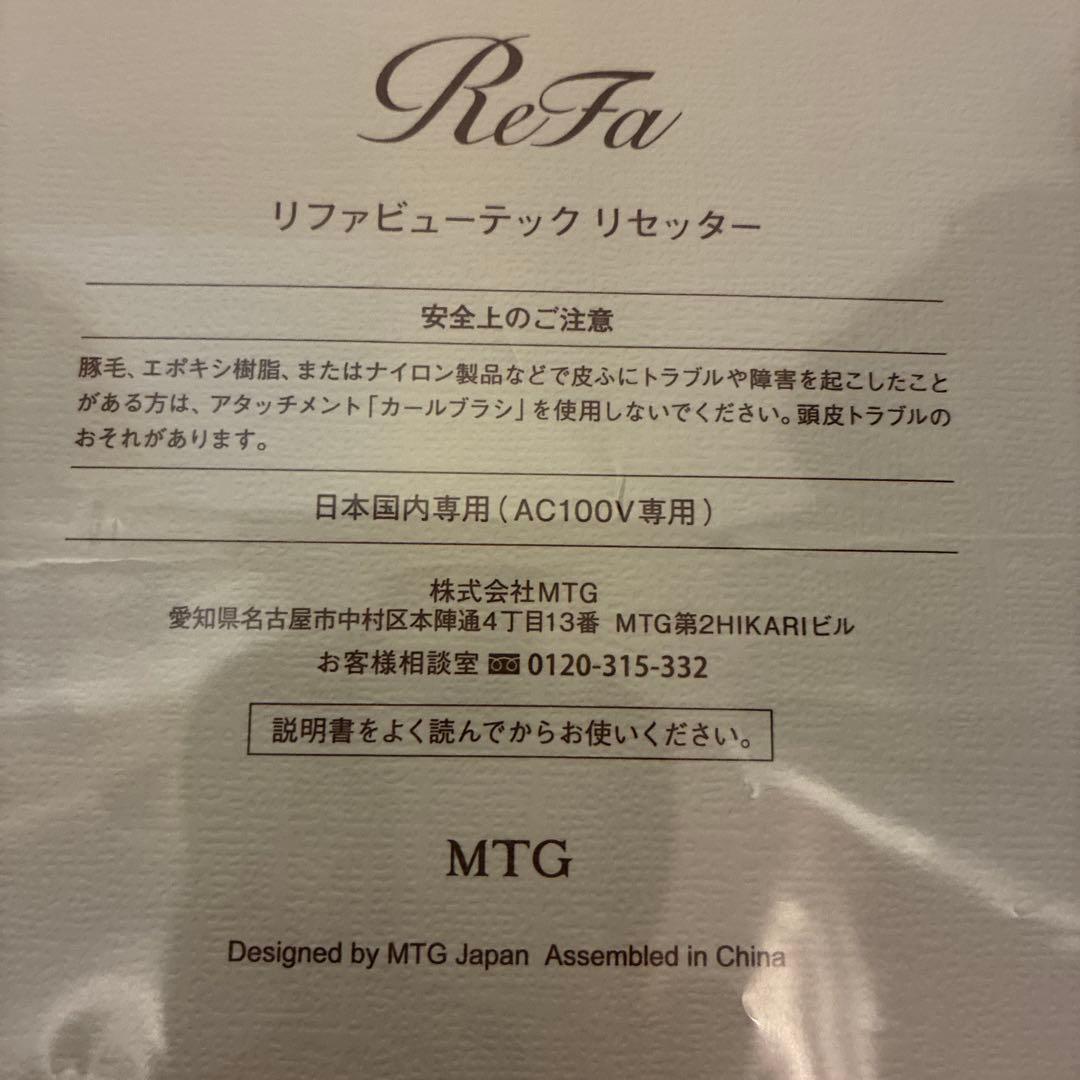 ReFa
リファビューテック リセッター
安全上のご注意
豚毛、エポキシ樹脂、またはナイロン製品などで皮ふにトラブルや障害を起こしたこと
がある方は、アタッチメント「カールブラシ」を使用しないでください。頭皮トラブルの
おそれがあります。
日本国内専用(AC100V専用)
株式会社MTG
愛知県名古屋市中村区本陣通4丁目13番 MTG第2HIKARIビル
お客様相談室 0120-315-332
説明書をよく読んでからお使いください。
MTG
Designed by MTG Japan Assembled in China